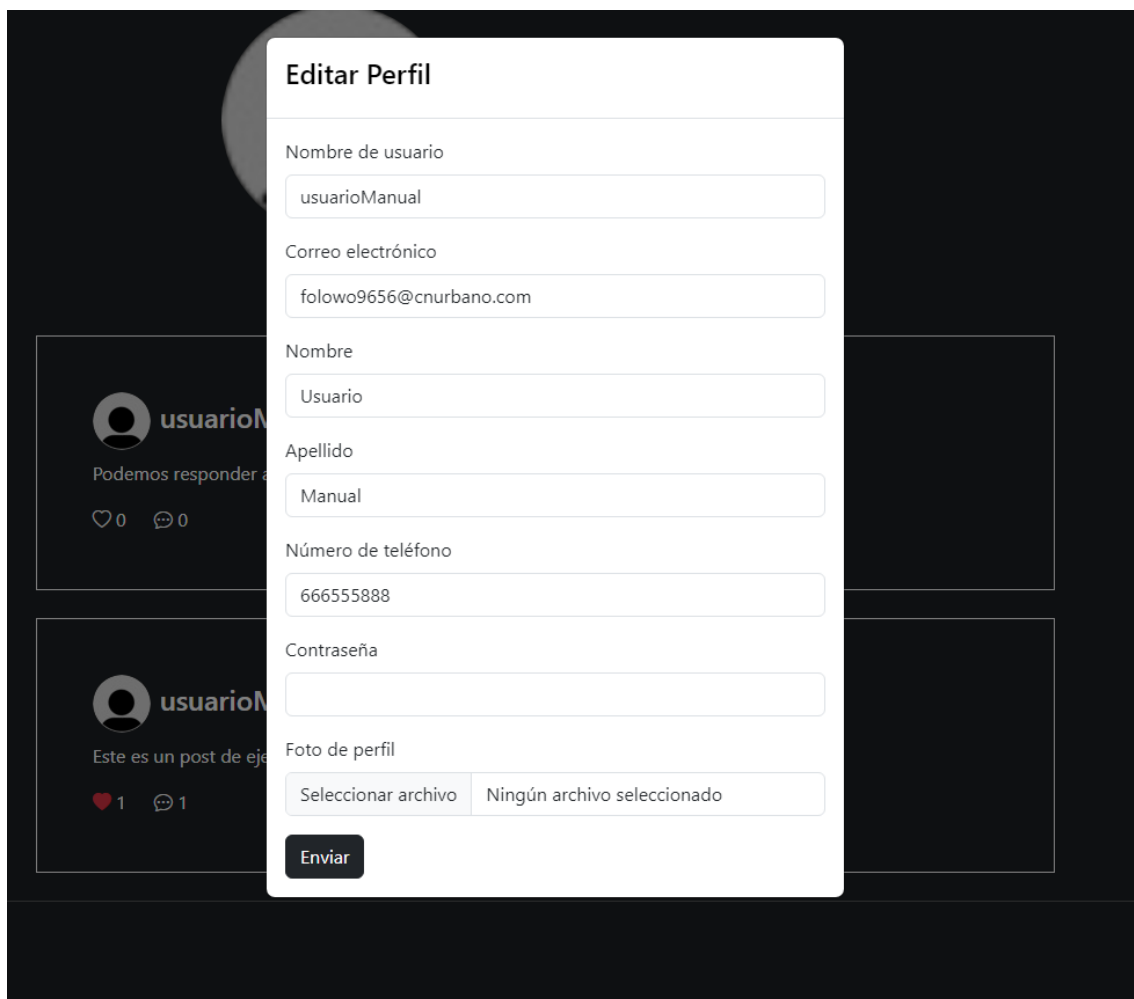 Editar Perfil
Nombre de usuario
usuarioManual
Correo electrónico
folowo9656@cnurbano.com
Nombre
Usuario
Apellido
Manual
Número de teléfono
666555888
Contraseña
Foto de perfil
Seleccionar archivo Ningún archivo seleccionado
Enviar
usuarioM
Podemos responder a
0 0
usuarioM
Este es un post de eje
1 1